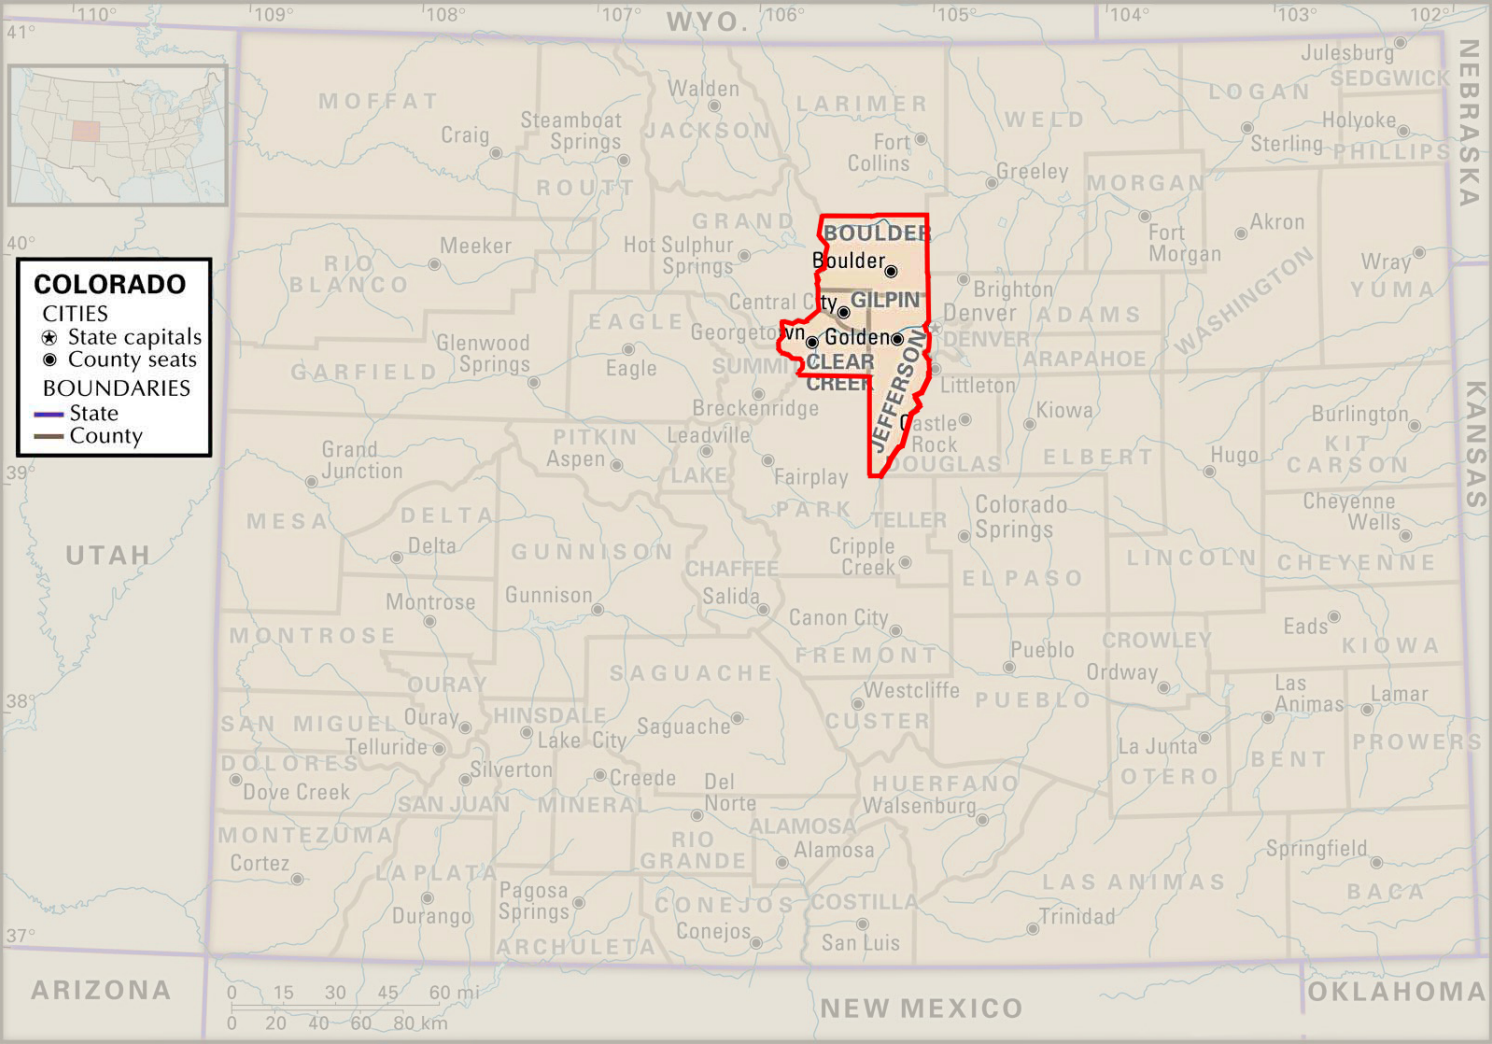 110°
109°
108°
107°
106°
105°
104°
103°
102°
WYO.
41°
40°
39°
38°
37°
NEBRASKA
KANSAS
UTAH
ARIZONA
NEW MEXICO
OKLAHOMA
COLORADO
CITIES
State capitals
County seats
BOUNDARIES
State
County
MOFFAT
Craig
Steamboat
Springs
ROUTT
Walden
JACKSON
LARIMER
Fort
Collins
WELD
Greeley
LOGAN
Sterling
Julesburg
SEDGWICK
Holyoke
PHILLIPS
MORGAN
Fort
Morgan
Akron
WASHINGTON
Wray
YUMA
RIO
BLANCO
Meeker
GRAND
Hot Sulphur
Springs
BOULDER
Boulder
Central City
GILPIN
Georgetown
Golden
CLEAR
CREEK
JEFFERSON
Brighton
Denver
ADAMS
DENVER
ARAPAHOE
Littleton
EAGLE
Eagle
Glenwood
Springs
GARFIELD
SUMMIT
Breckenridge
Castle
Rock
DOUGLAS
Kiowa
ELBERT
Hugo
LINCOLN
Burlington
KIT
CARSON
Cheyenne
Wells
CHEYENNE
Grand
Junction
MESA
PITKIN
Aspen
Leadville
LAKE
Fairplay
PARK
TELLER
Cripple
Creek
Colorado
Springs
EL PASO
DELTA
Delta
GUNNISON
Gunnison
CHAFFEE
Salida
Montrose
MONTROSE
Canon City
FREMONT
Pueblo
PUEBLO
CROWLEY
Ordway
Eads
KIOWA
OURAY
Ouray
SAGUACHE
Saguache
Westcliffe
CUSTER
Las
Animas
Lamar
SAN MIGUEL
Telluride
HINSDALE
Lake City
La Junta
OTERO
BENT
PROWERS
DOLORES
Dove Creek
Silverton
SAN JUAN
Creede
MINERAL
Del
Norte
HUERFANO
Walsenburg
MONTEZUMA
Cortez
LA PLATA
Durango
Pagosa
Springs
ARCHULETA
RIO
GRANDE
ALAMOSA
Alamosa
CONEJOS
Conejos
COSTILLA
San Luis
LAS ANIMAS
Trinidad
Springfield
BACA
0 15 30 45 60 mi
0 20 40 60 80 km